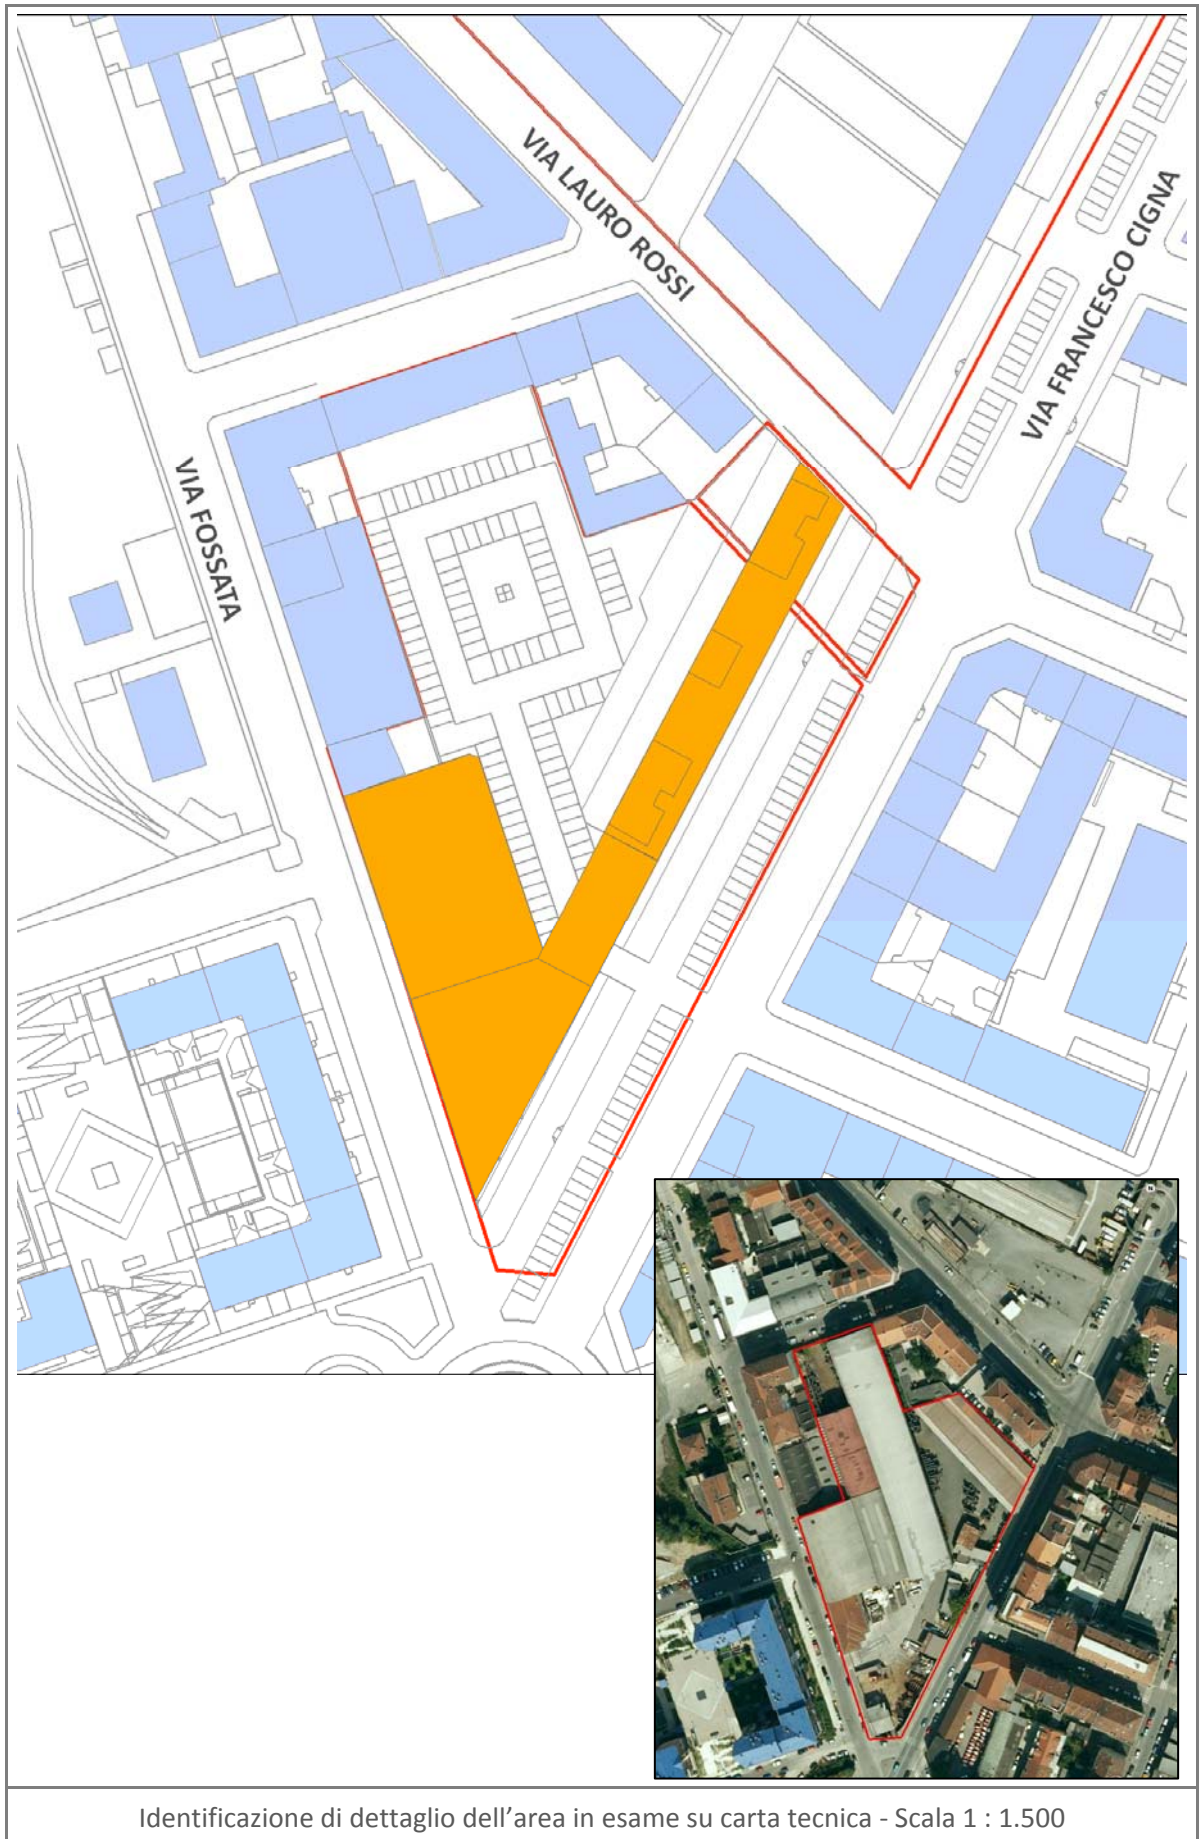 VIA LAURO ROSSI
VIA FRANCESCO CIGNA
VIA FOSSATA
Identificazione di dettaglio dell’area in esame su carta tecnica - Scala 1 : 1.500